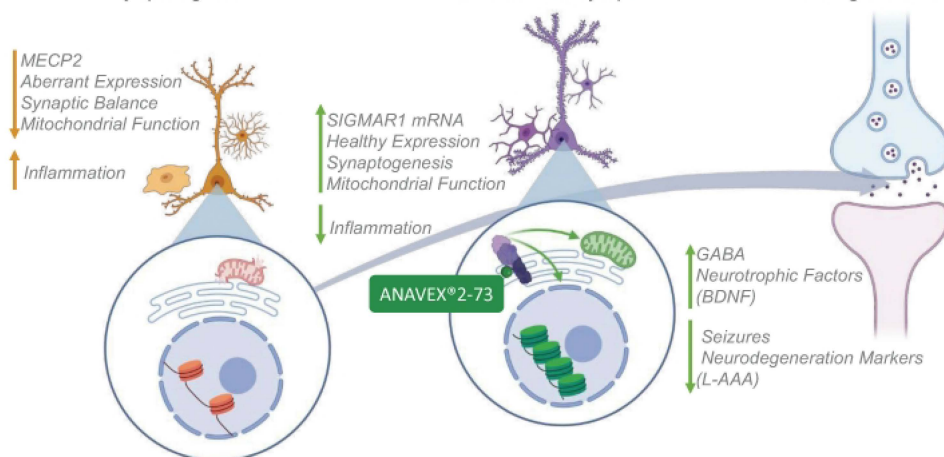 MECP2
Aberrant Expression
Synaptic Balance
Mitochondrial Function
Inflammation
SIGMAR1 mRNA
Healthy Expression
Synaptogenesis
Mitochondrial Function
Inflammation
ANAVEX®2-73
GABA
Neurotrophic Factors
(BDNF)
Seizures
Neurodegeneration Markers
(L-AAA)